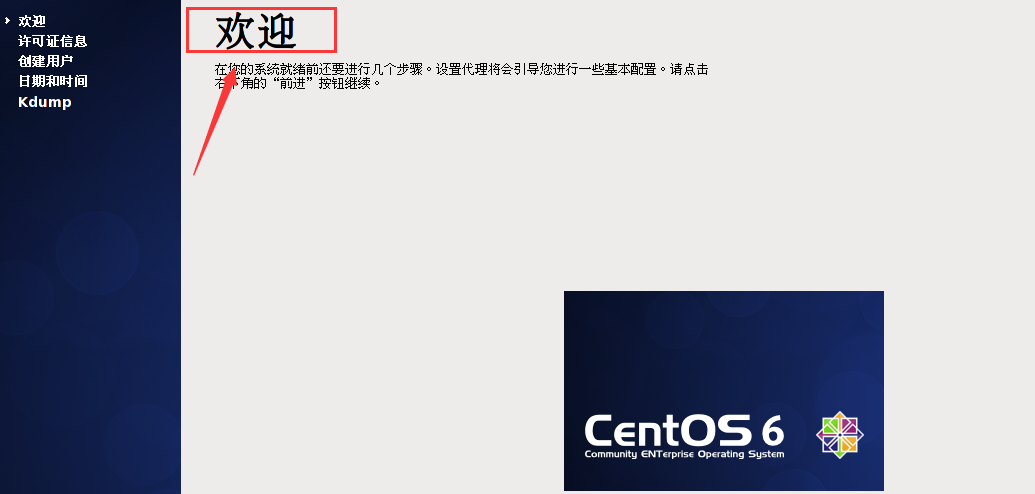 欢迎
许可证信息
创建用户
日期和时间
Kdump
欢迎
在您的系统就绪前还要进行几个步骤。设置代理将会引导您进行一些基本配置。请点击
右下角的“前进”按钮继续。
CentOS 6
Community ENTerprise Operating System